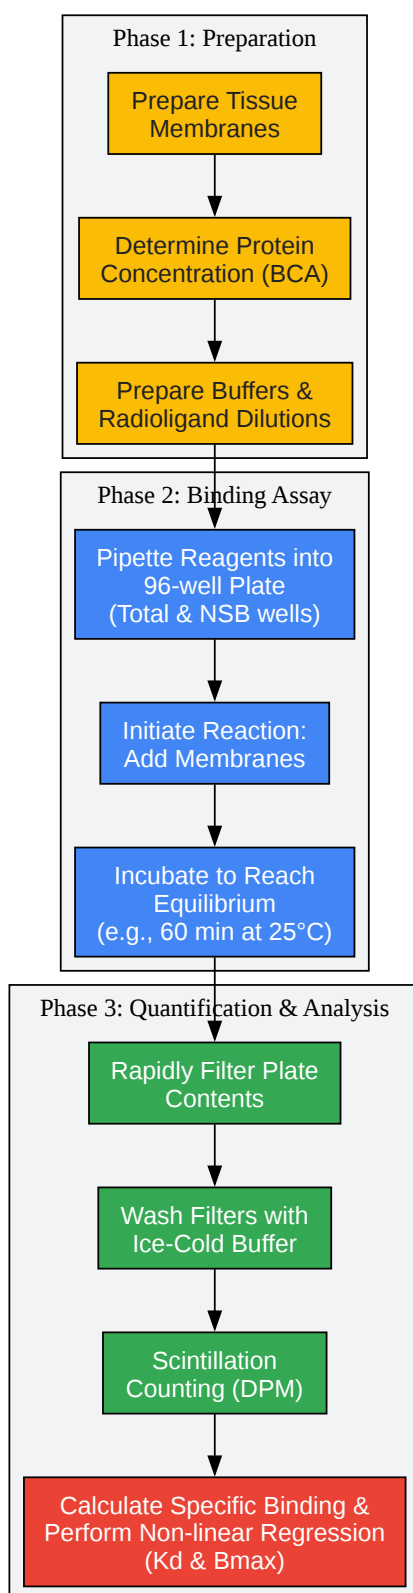 Phase 1: Preparation
Prepare Tissue
Membranes
Determine Protein
Concentration (BCA)
Prepare Buffers &
Radioligand Dilutions
Phase 2: Binding Assay
Pipette Reagents into
96-well Plate
(Total & NSB wells)
Initiate Reaction:
Add Membranes
Incubate to Reach
Equilibrium
(e.g., 60 min at 25°C)
Phase 3: Quantification & Analysis
Rapidly Filter Plate
Contents
Wash Filters with
Ice-Cold Buffer
Scintillation
Counting (DPM)
Calculate Specific Binding &
Perform Non-linear Regression
(Kd & Bmax)